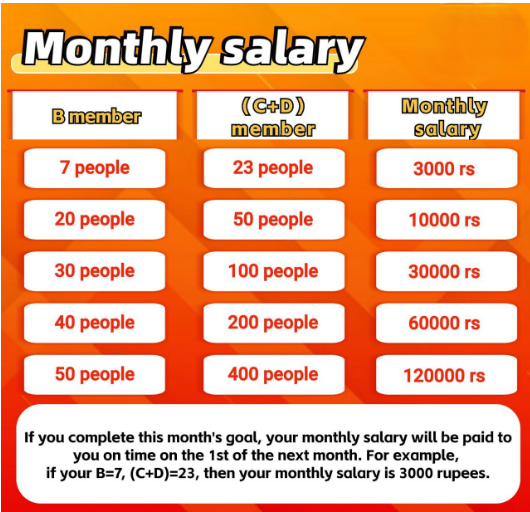 Monthly salary
B member
(C+D)
member
Monthly
salary
7 people 23 people 3000 rs
20 people 50 people 10000 rs
30 people 100 people 30000 rs
40 people 200 people 60000 rs
50 people 400 people 120000 rs
If you complete this month's goal, your monthly salary will be paid to
you on time on the 1st of the next month. For example,
if your B=7, (C+D)=23, then your monthly salary is 3000 rupees.